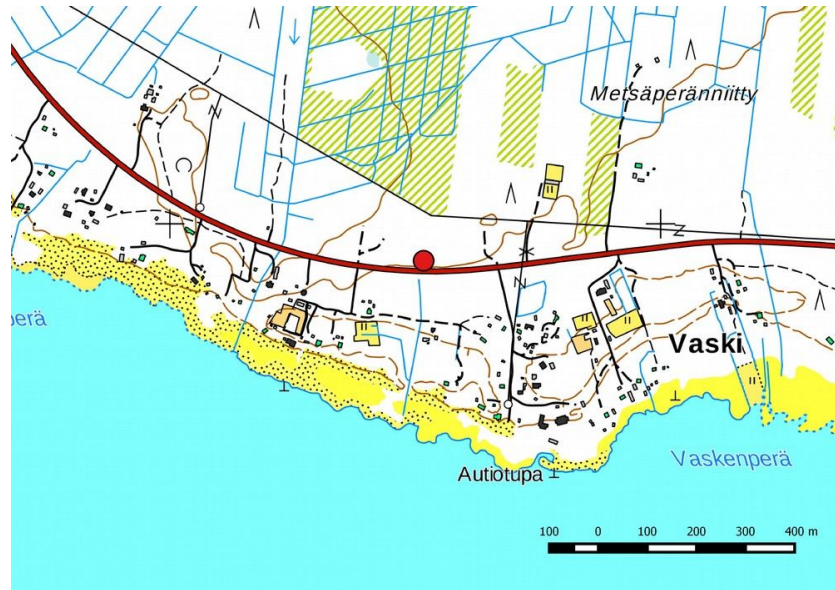 Metsäperänniitty
Vaski
perä
Vaskenperä
Autiotupa
100 0 100 200 300 400 m